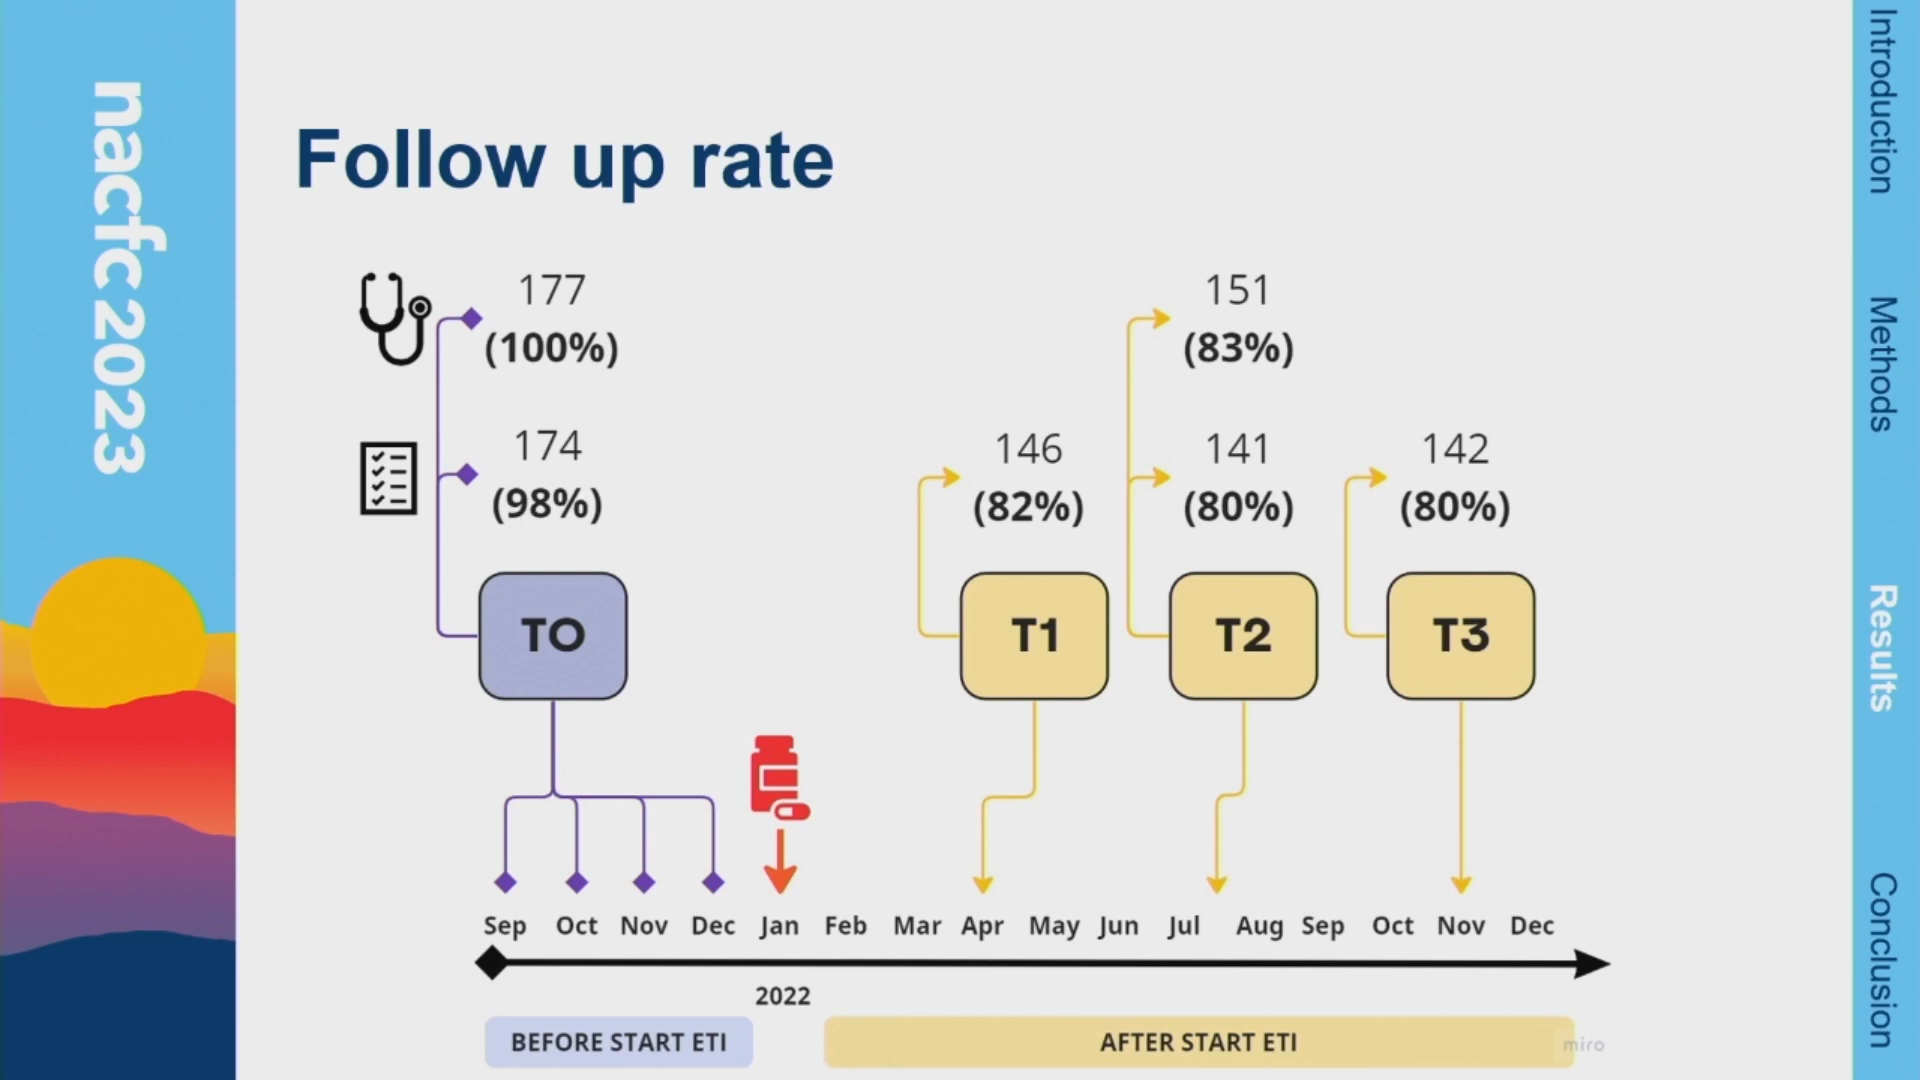 nacfc 2023
Follow up rate
177
(100%)
151
(83%)
174
(98%)
146
(82%)
141
(80%)
142
(80%)
TO
T1
T2
T3
Sep Oct Nov Dec Jan Feb Mar Apr May Jun Jul Aug Sep Oct Nov Dec
2022
BEFORE START ETI
AFTER START ETI
miro
Introduction
Methods
Results
Conclusion